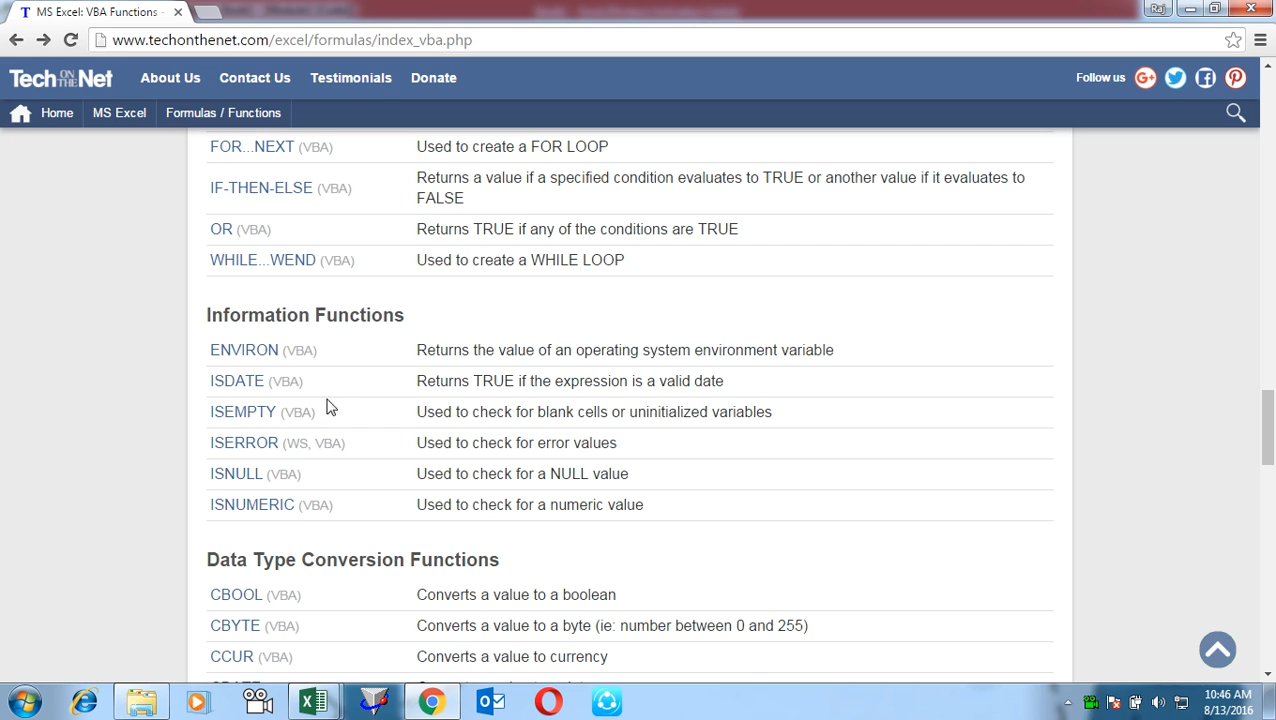 MS Excel: VBA Functions -
Raj
www.techonthenet.com/excel/formulas/index_vba.php
Tech ON THE Net
About Us
Contact Us
Testimonials
Donate
Follow us
Home
MS Excel
Formulas / Functions
FOR...NEXT (VBA) Used to create a FOR LOOP
IF-THEN-ELSE (VBA) Returns a value if a specified condition evaluates to TRUE or another value if it evaluates to
FALSE
OR (VBA) Returns TRUE if any of the conditions are TRUE
WHILE...WEND (VBA) Used to create a WHILE LOOP
Information Functions
ENVIRON (VBA) Returns the value of an operating system environment variable
ISDATE (VBA) Returns TRUE if the expression is a valid date
ISEMPTY (VBA) Used to check for blank cells or uninitialized variables
ISERROR (WS, VBA) Used to check for error values
ISNULL (VBA) Used to check for a NULL value
ISNUMERIC (VBA) Used to check for a numeric value
Data Type Conversion Functions
CBOOL (VBA) Converts a value to a boolean
CBYTE (VBA) Converts a value to a byte (ie: number between 0 and 255)
CCUR (VBA) Converts a value to currency
10:46 AM
8/13/2016